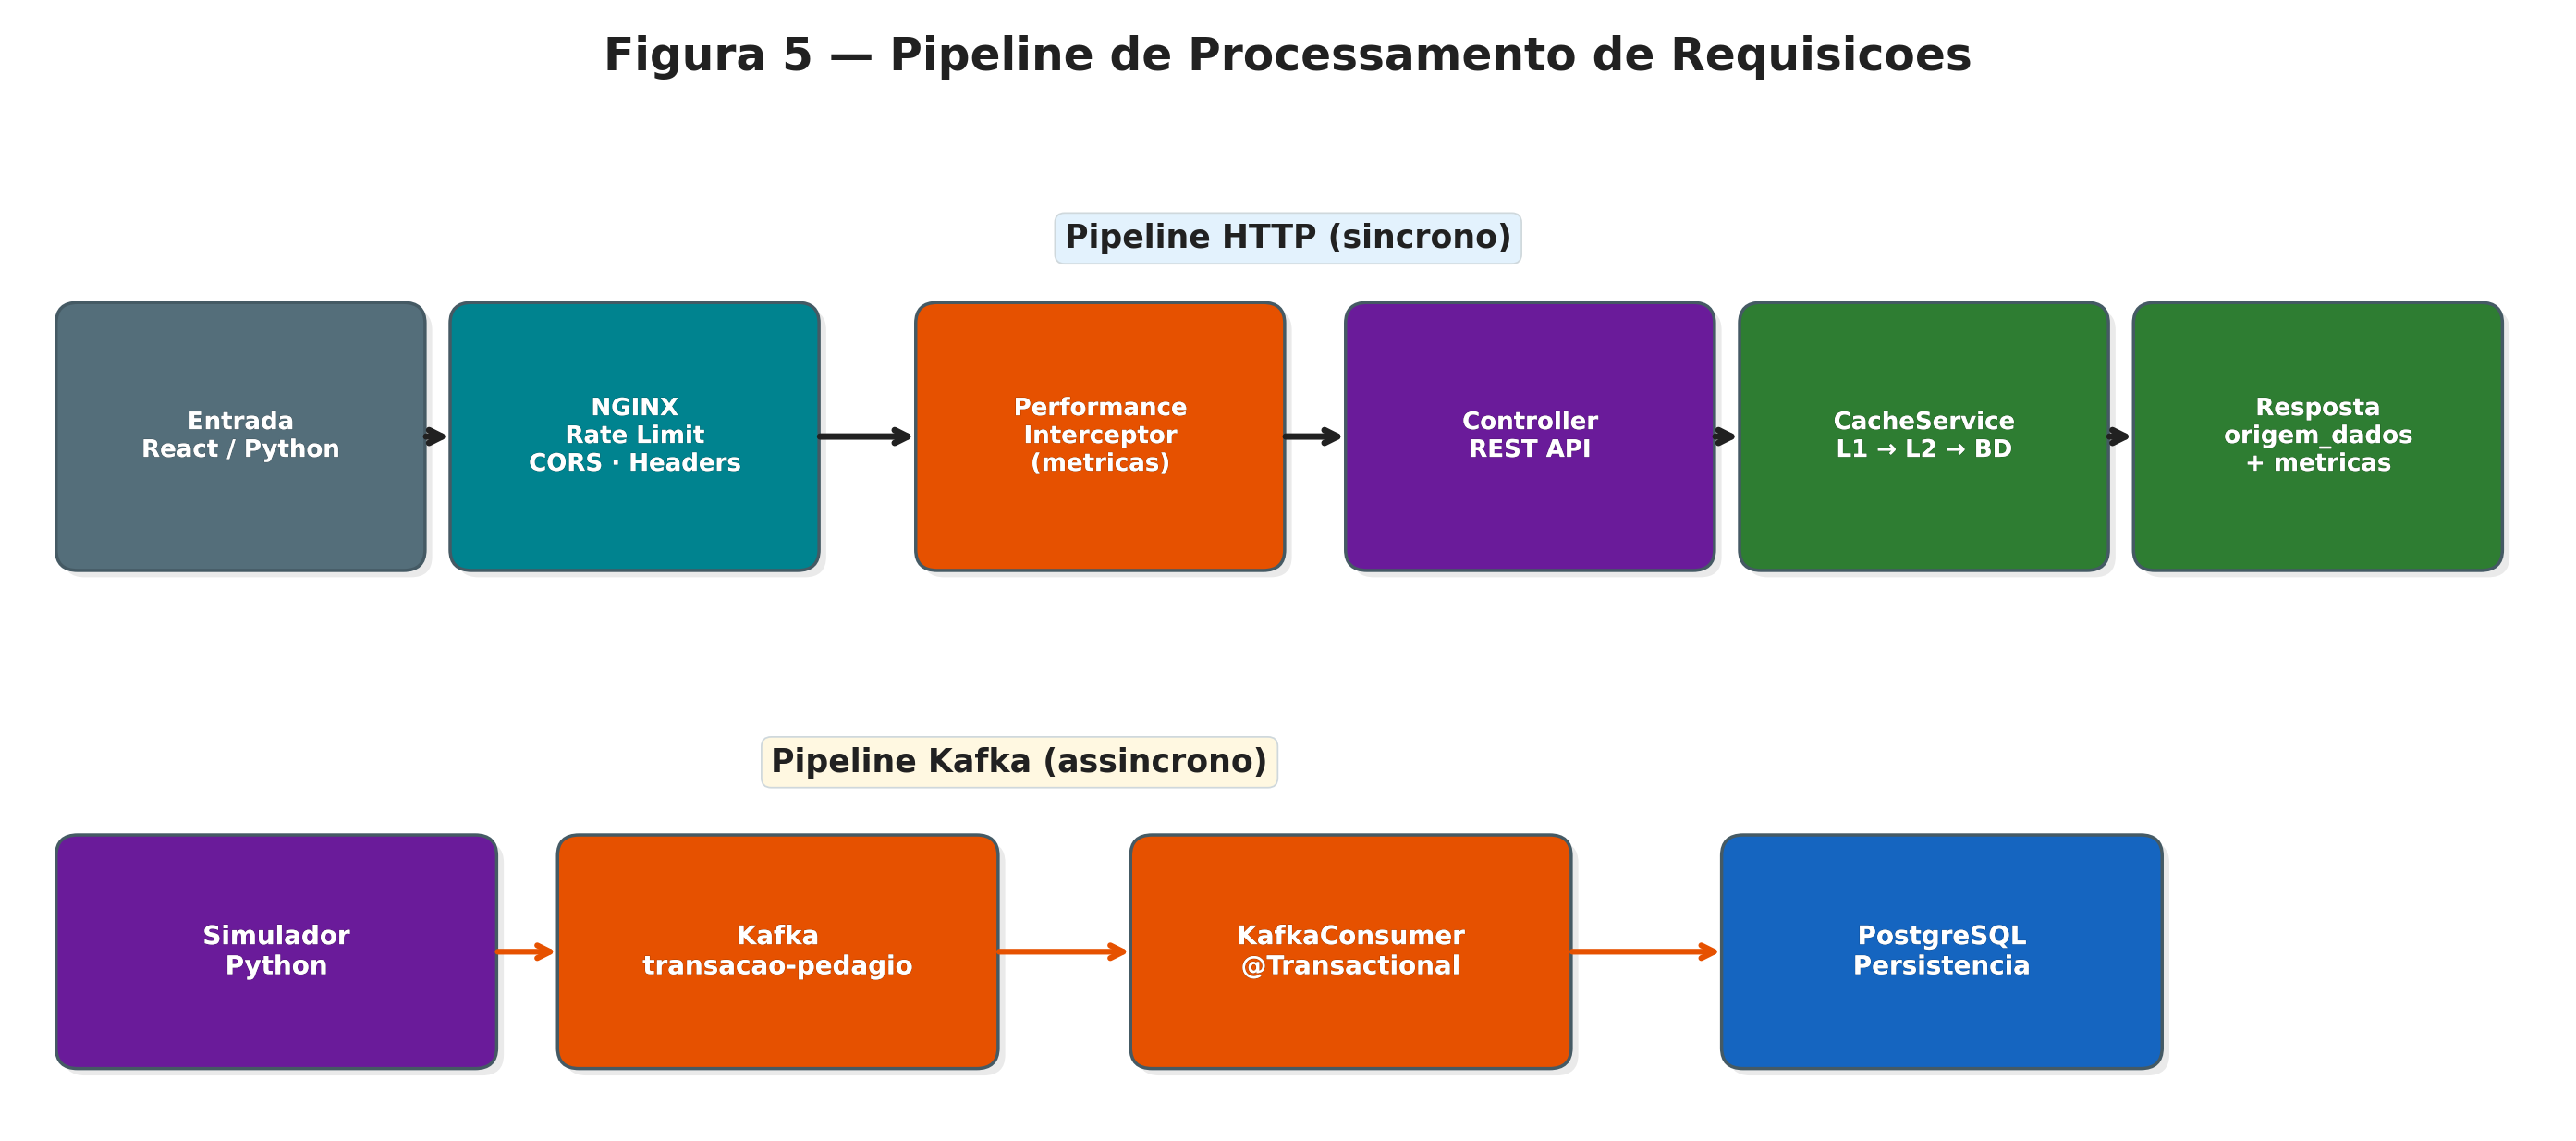 Figura 5 — Pipeline de Processamento de Requisicoes
Pipeline HTTP (sincrono)
Entrada
React / Python
NGINX
Rate Limit
CORS · Headers
Performance
Interceptor
(metricas)
Controller
REST API
CacheService
L1 → L2 → BD
Resposta
origem_dados
+ metricas
Pipeline Kafka (assincrono)
Simulador
Python
Kafka
transacao-pedagio
KafkaConsumer
@Transactional
PostgreSQL
Persistencia